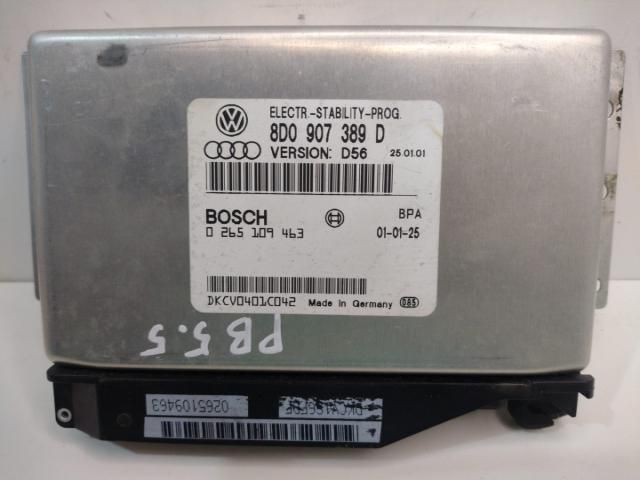 ELECTR.-STABILITY-PROG.
8D0 907 389 D
VERSION: D56 25.01.01
BOSCH BPA
0 265 109 463 01-01-25
DKCV0401C042 Made in Germany 085
PB5.5
0265109463